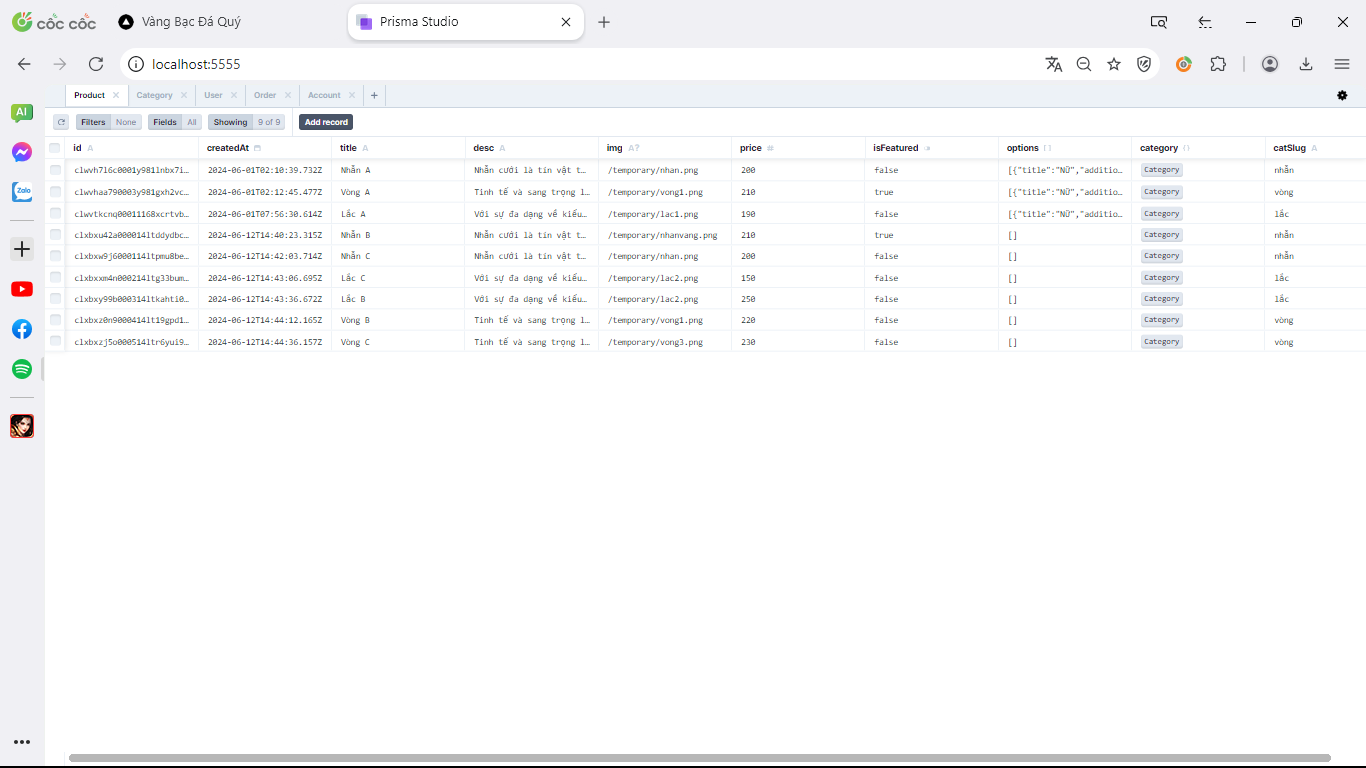 cốc cốc Vàng Bạc Đá Quý Prisma Studio
localhost:5555
AI
Zalo
Product Category User Order Account
Filters None Fields All Showing 9 of 9 Add record
id A createdAt title A desc A img A? price # isFeatured options [] category {} catSlug A
clwvh7l6c0001y981lnbx7i… 2024-06-01T02:10:39.732Z Nhẫn A Nhẫn cưới là tín vật t… /temporary/nhan.png 200 false [{"title":"Nữ","additio… Category nhẫn
clwvhaa790003y981gxh2vc… 2024-06-01T02:12:45.477Z Vòng A Tinh tế và sang trọng l… /temporary/vong1.png 210 true [{"title":"Nữ","additio… Category vòng
clwvtkcnq00011168xcrtvb… 2024-06-01T07:56:30.614Z Lắc A Với sự đa dạng về kiểu… /temporary/lac1.png 190 false [{"title":"Nữ","additio… Category lắc
clxbxu42a000014ltddydbc… 2024-06-12T14:40:23.315Z Nhẫn B Nhẫn cưới là tín vật t… /temporary/nhanvang.png 210 true [] Category nhẫn
clxbxw9j6000114ltpmu8be… 2024-06-12T14:42:03.714Z Nhẫn C Nhẫn cưới là tín vật t… /temporary/nhan.png 200 false [] Category nhẫn
clxbxxm4n000214ltg33bum… 2024-06-12T14:43:06.695Z Lắc C Với sự đa dạng về kiểu… /temporary/lac2.png 150 false [] Category lắc
clxbxy99b000314ltkahti0… 2024-06-12T14:43:36.672Z Lắc B Với sự đa dạng về kiểu… /temporary/lac2.png 250 false [] Category lắc
clxbxz0n9000414lt19gpd1… 2024-06-12T14:44:12.165Z Vòng B Tinh tế và sang trọng l… /temporary/vong1.png 220 false [] Category vòng
clxbxzj5o000514ltr6yui9… 2024-06-12T14:44:36.157Z Vòng C Tinh tế và sang trọng l… /temporary/vong3.png 230 false [] Category vòng